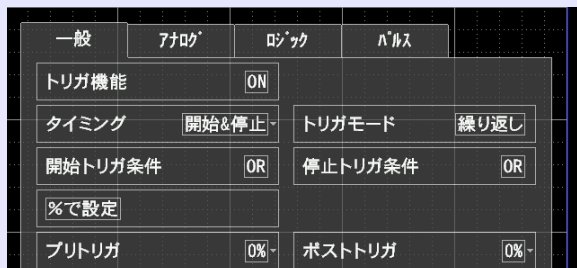 一般 ｱﾅﾛｸﾞ ﾛｼﾞｯｸ ﾊﾟﾙｽ
トリガ機能 ON
タイミング 開始&停止 トリガモード 繰り返し
開始トリガ条件 OR 停止トリガ条件 OR
%で設定
プリトリガ 0% ポストトリガ 0%